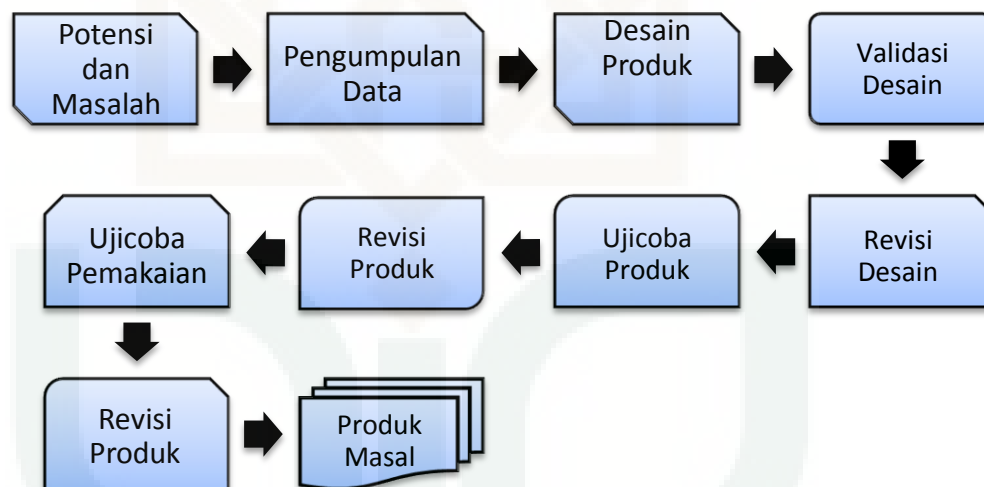 Potensi
dan
Masalah
Pengumpulan
Data
Desain
Produk
Validasi
Desain
Revisi
Desain
Ujicoba
Produk
Revisi
Produk
Ujicoba
Pemakaian
Revisi
Produk
Produk
Masal